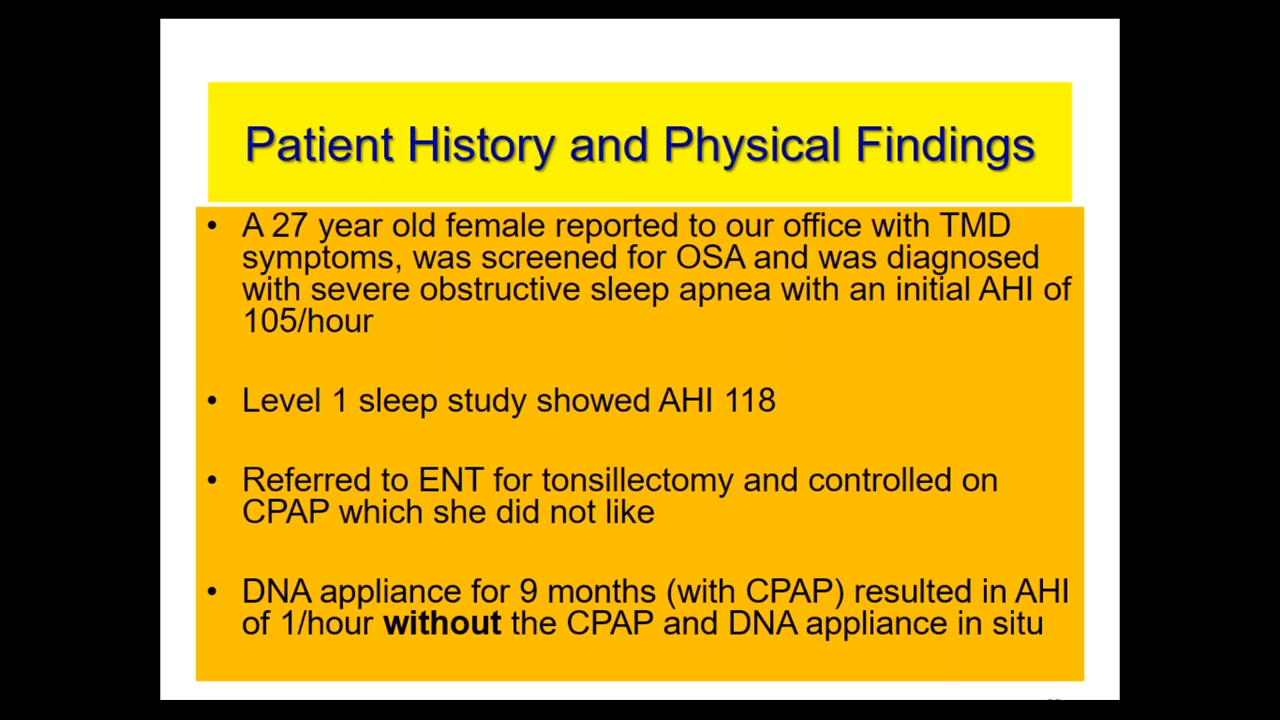 Patient History and Physical Findings
• A 27 year old female reported to our office with TMD
symptoms, was screened for OSA and was diagnosed
with severe obstructive sleep apnea with an initial AHI of
105/hour
• Level 1 sleep study showed AHI 118
• Referred to ENT for tonsillectomy and controlled on
CPAP which she did not like
• DNA appliance for 9 months (with CPAP) resulted in AHI
of 1/hour without the CPAP and DNA appliance in situ